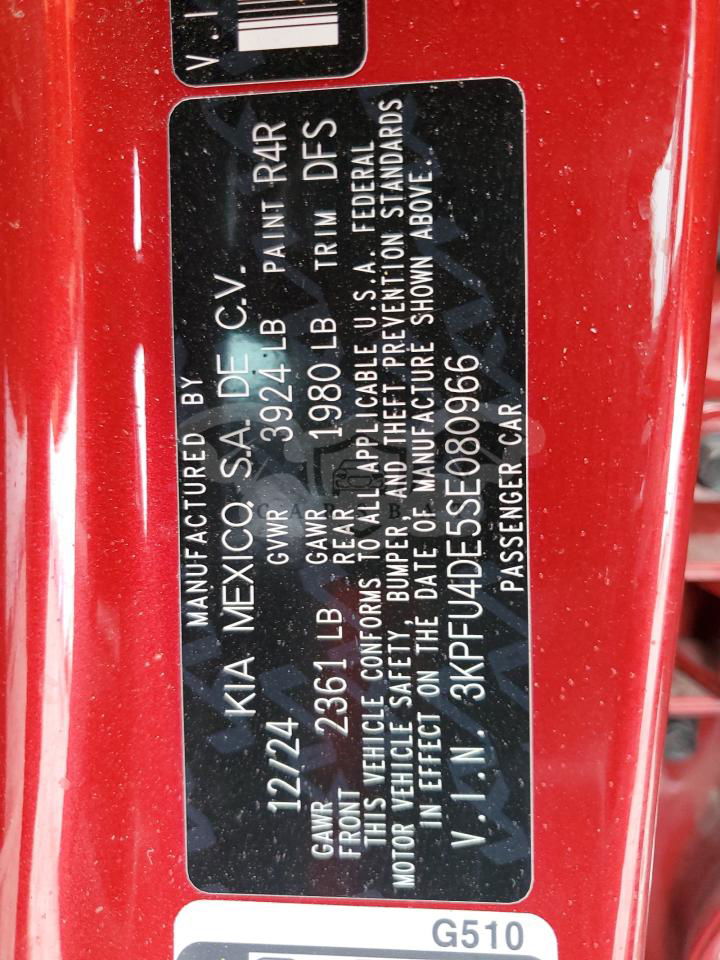 V.I
MANUFACTURED BY
KIA MEXICO, S.A. DE C.V.
12/24 GVWR 3924 LB PAINT R4R
GAWR FRONT 2361 LB GAWR REAR 1980 LB TRIM DFS
THIS VEHICLE CONFORMS TO ALL APPLICABLE U.S.A. FEDERAL
MOTOR VEHICLE SAFETY, BUMPER, AND THEFT PREVENTION STANDARDS
IN EFFECT ON THE DATE OF MANUFACTURE SHOWN ABOVE.
V.I.N. 3KPFU4DE5SE080966
PASSENGER CAR
G510